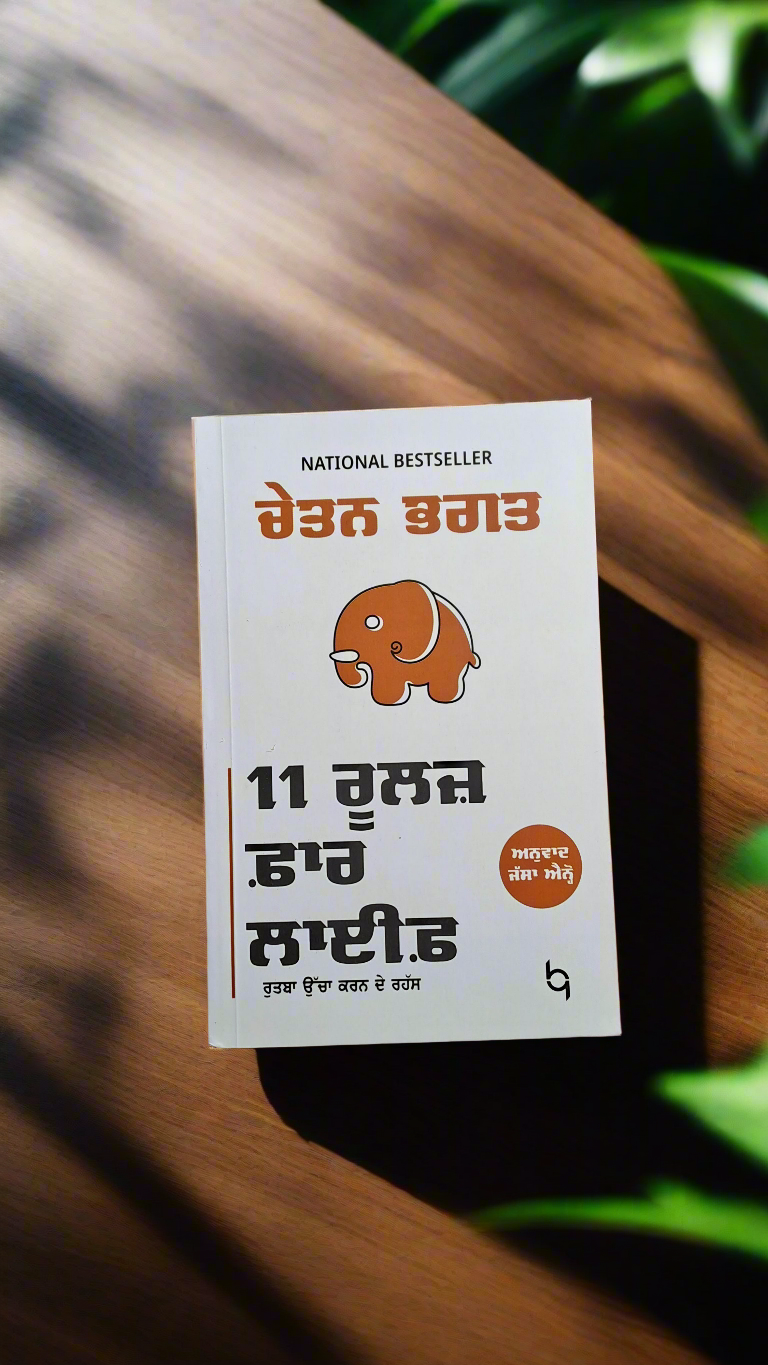 NATIONAL BESTSELLER
ਚੇਤਨ ਭਗਤ
11 ਰੂਲਜ਼
ਫ਼ਾਰ
ਲਾਈਫ਼
ਰੁਤਬਾ ਉੱਚਾ ਕਰਨ ਦੇ ਰਹੱਸ
ਅਨੁਵਾਦ
ਜੱਸਾ ਐਨ੍ਹੋ